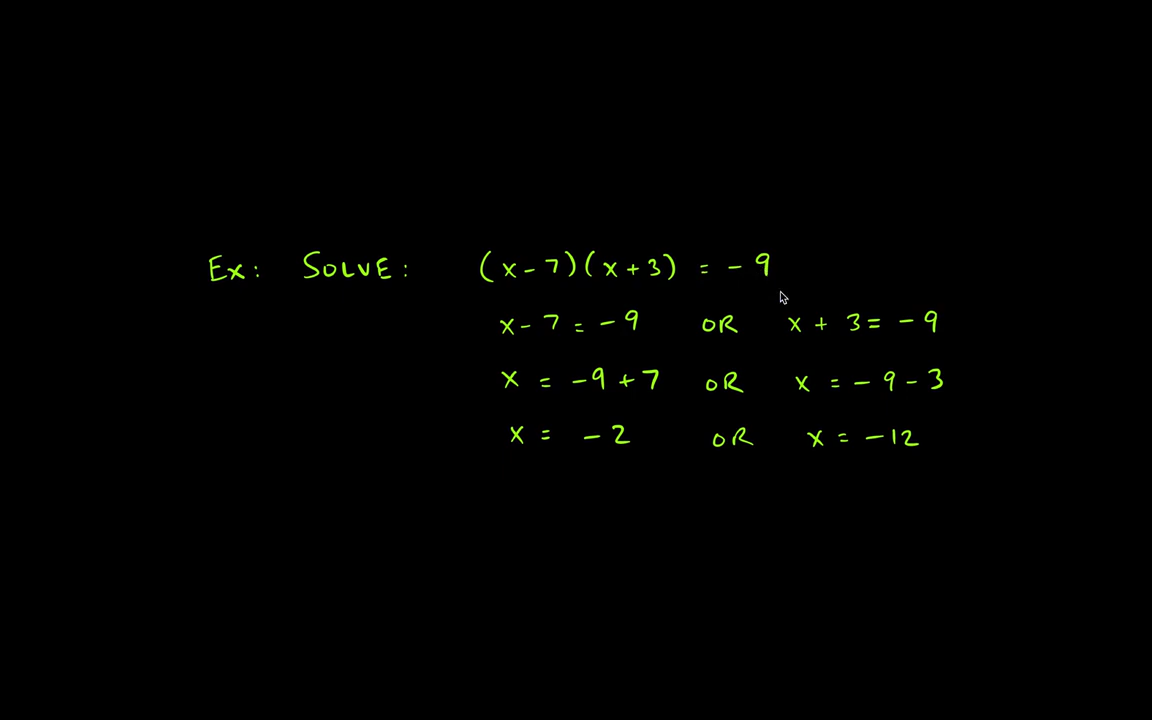 Ex: SOLVE: (x-7)(x+3) = -9
x-7 = -9 OR x + 3 = -9
x = -9+7 OR x = -9-3
x = -2 OR x = -12